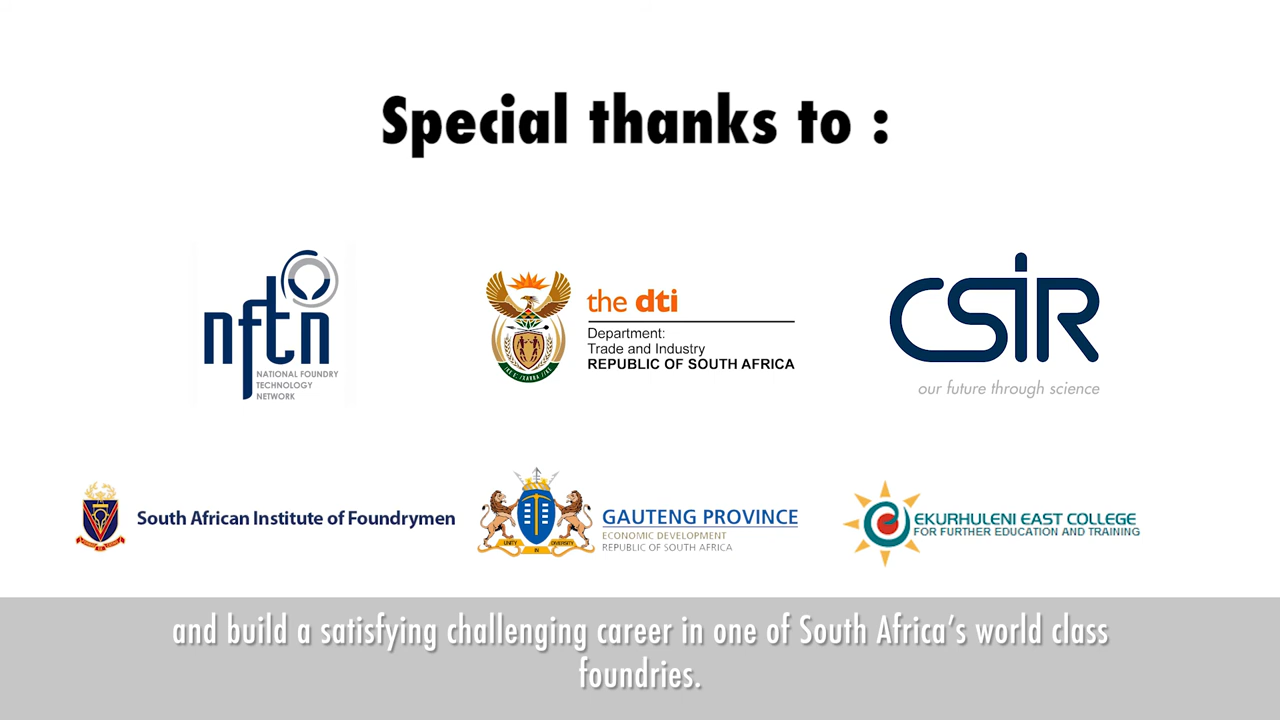 Special thanks to :
nftn
NATIONAL FOUNDRY
TECHNOLOGY
NETWORK
the dti
Department:
Trade and Industry
REPUBLIC OF SOUTH AFRICA
CSIR
our future through science
South African Institute of Foundrymen
UNITY IN DIVERSITY
GAUTENG PROVINCE
ECONOMIC DEVELOPMENT
REPUBLIC OF SOUTH AFRICA
EKURHULENI EAST COLLEGE
FOR FURTHER EDUCATION AND TRAINING
and build a satisfying challenging career in one of South Africa's world class
foundries.